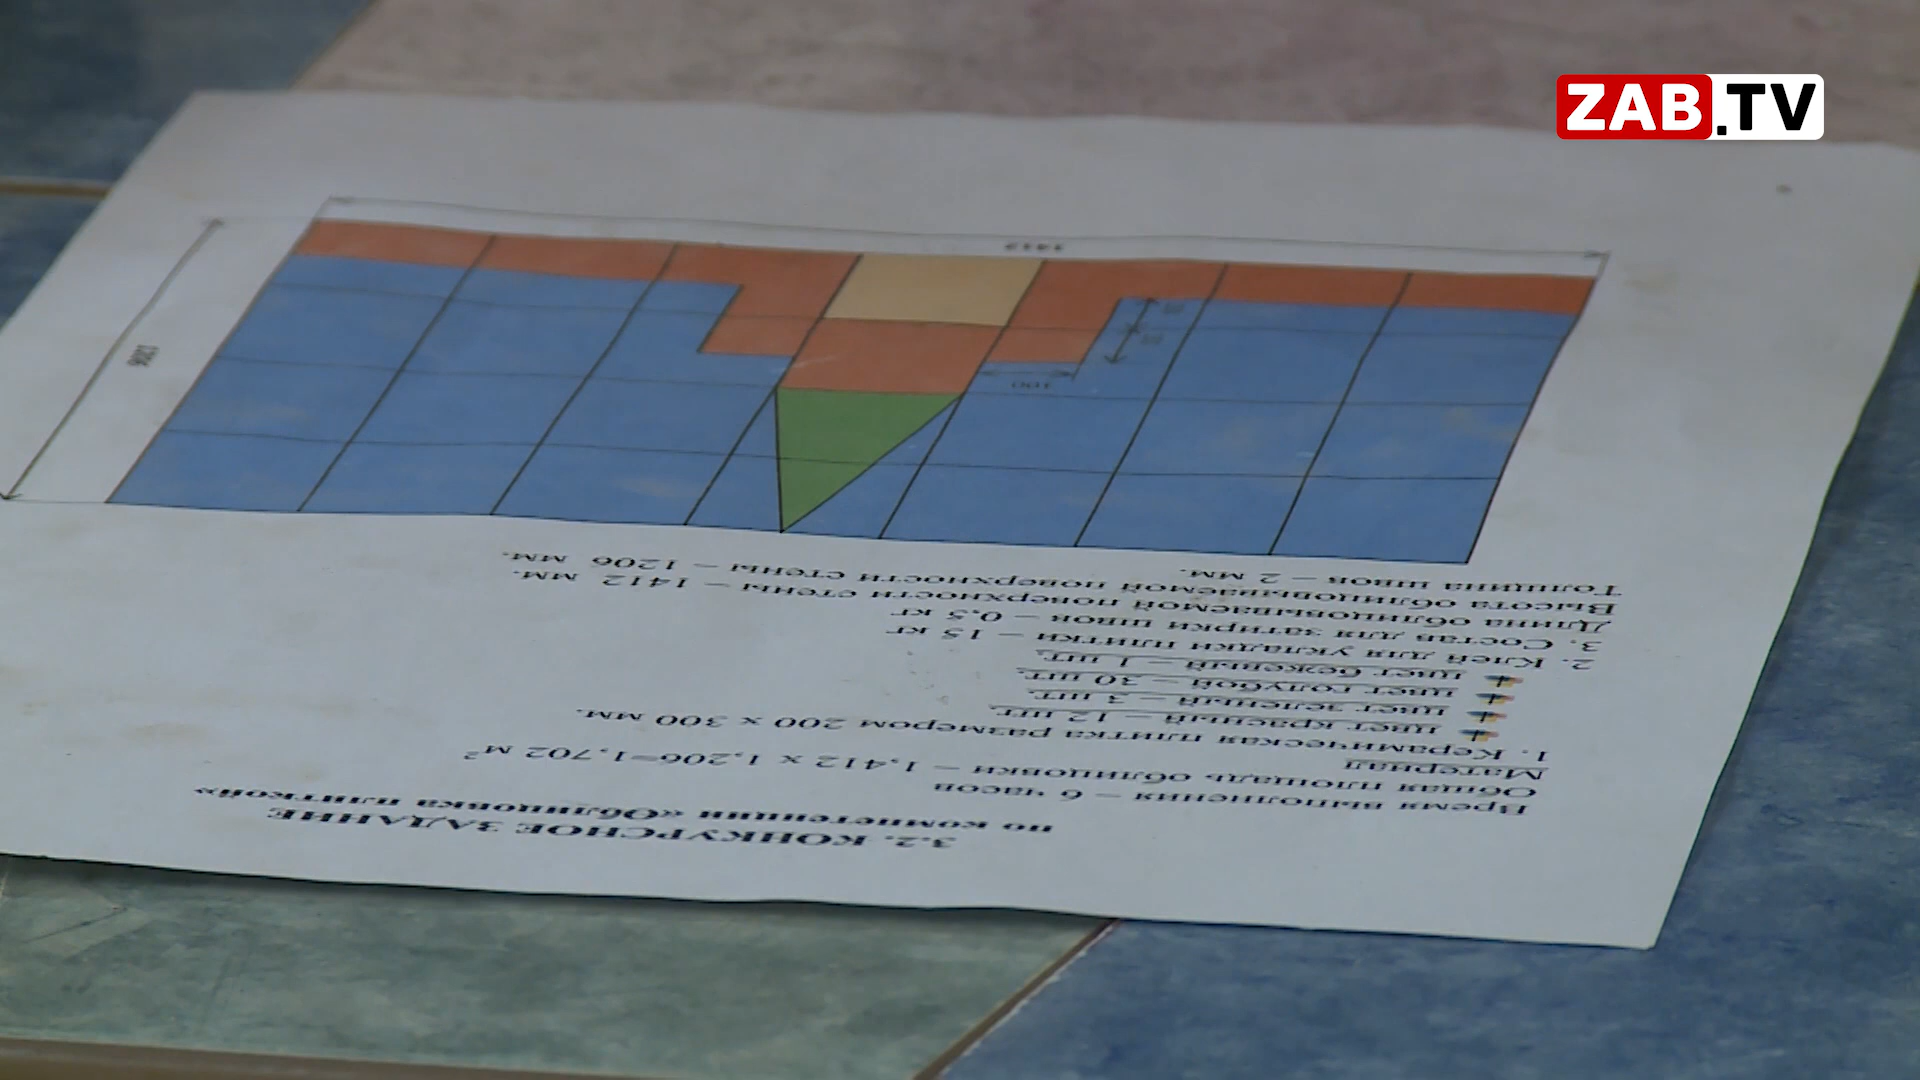 ZAB.TV
3.2. КОНКУРСНОЕ ЗАДАНИЕ
по компетенции «Облицовка плиткой»
Время выполнения – 6 часов
Общая площадь облицовки – 1,412 х 1,206=1,702 м²
Материал
1. Керамическая плитка размером 200 х 300 мм.
цвет красный – 12 шт.
цвет зеленый – 3 шт.
цвет голубой – 30 шт.
цвет бежевый – 1 шт.
2. Клей для укладки плитки – 15 кг
3. Состав для затирки швов – 0,5 кг
Длина облицовываемой поверхности стены – 1412 мм.
Высота облицовываемой поверхности стены – 1206 мм.
Толщина швов – 2 мм.
100
1206
1412